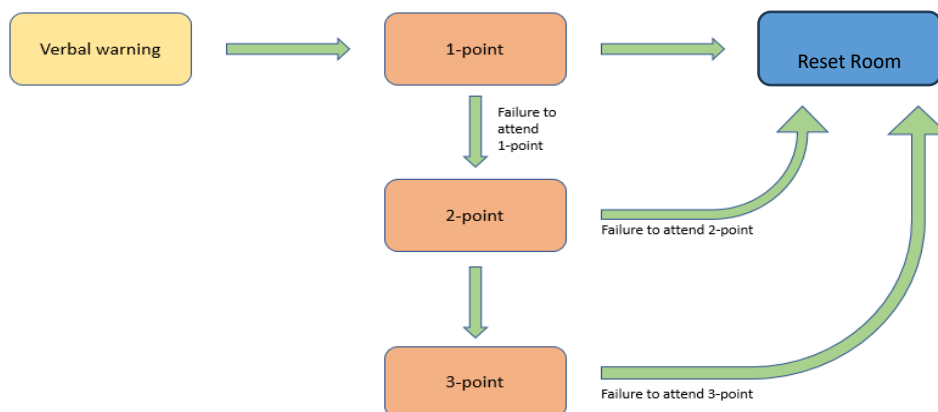 Verbal warning
1-point
Reset Room
Failure to
attend
1-point
2-point
Failure to attend 2-point
3-point
Failure to attend 3-point